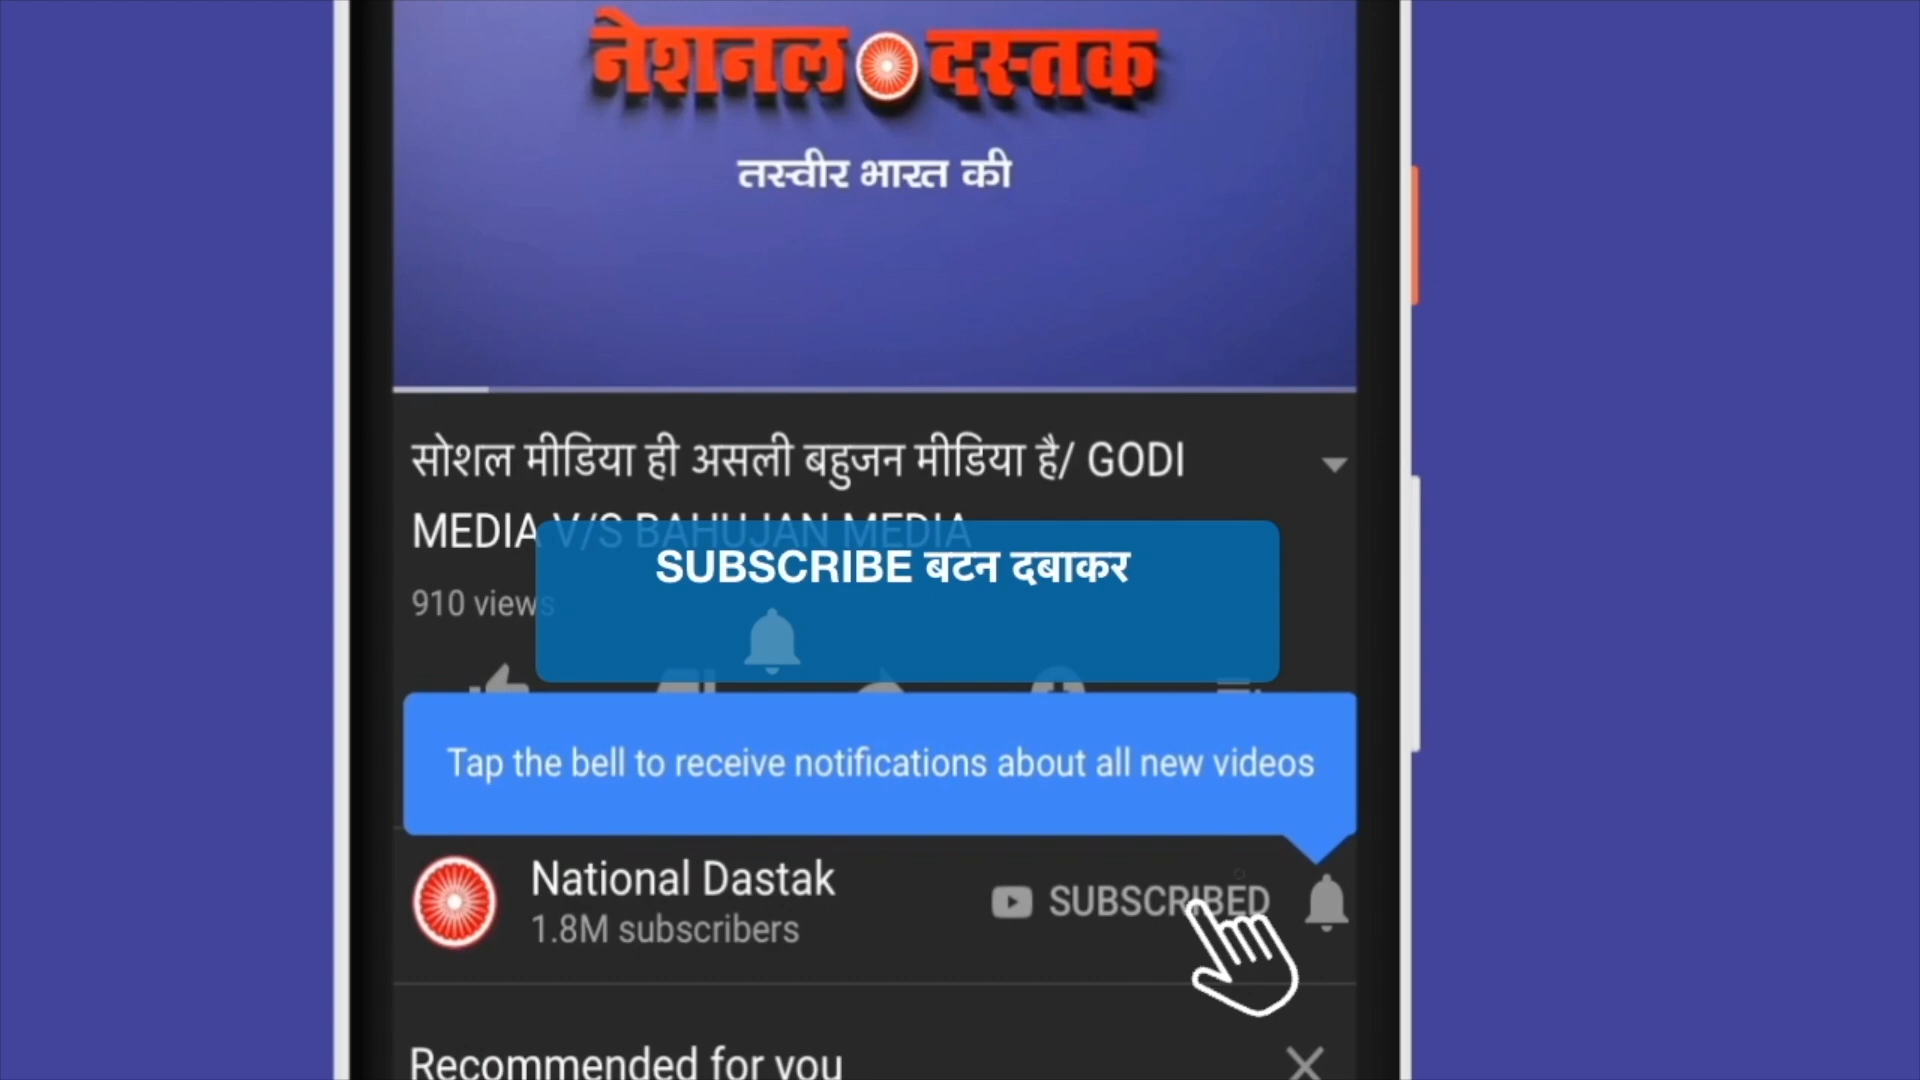 नेशनल दस्तक
तस्वीर भारत की
सोशल मीडिया ही असली बहुजन मीडिया है/ GODI
MEDIA V/S BAHUJAN MEDIA
SUBSCRIBE बटन दबाकर
910 views
Tap the bell to receive notifications about all new videos
National Dastak
SUBSCRIBED
1.8M subscribers
Recommended for you